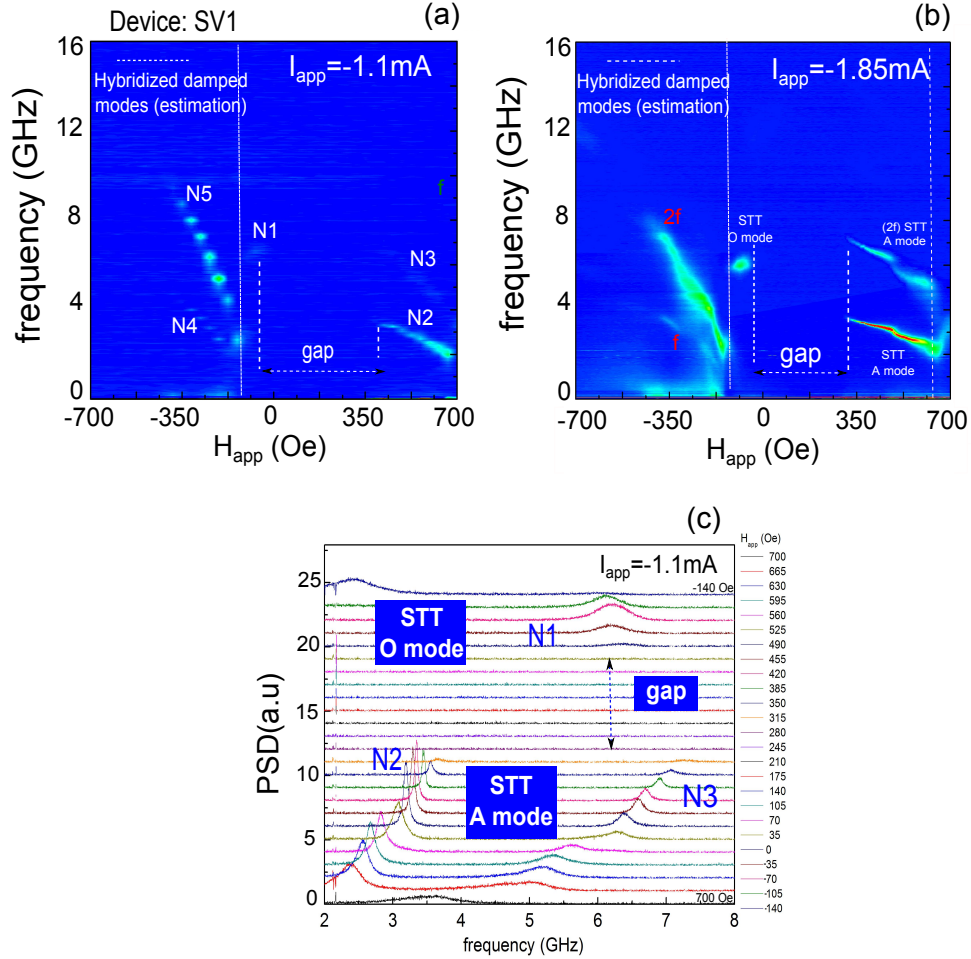 Device: SV1
(a)
16
12
8
4
0
frequency (GHz)
Hybridized damped
modes (estimation)
I_app=-1.1mA
N5
N1
f
N3
N4
N2
gap
-700
-350
0
350
700
H_app (Oe)
(b)
16
12
8
4
0
frequency (GHz)
Hybridized damped
modes (estimation)
I_app=-1.85mA
2f
STT
O mode
(2f) STT
A mode
f
gap
STT
A mode
-700
-350
0
350
700
H_app (Oe)
(c)
I_app=-1.1mA
-140 Oe
25
20
15
10
5
0
PSD(a.u)
STT
O mode
N1
gap
N2
STT
A mode
N3
700 Oe
2
3
4
5
6
7
8
frequency (GHz)
H_app (Oe)
700
665
630
595
560
525
490
455
420
385
350
315
280
245
210
175
140
105
70
35
0
-35
-70
-105
-140